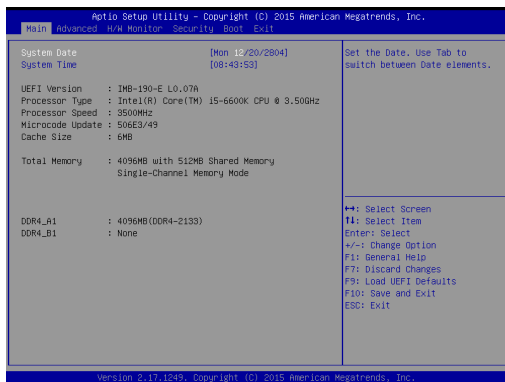 Aptio Setup Utility – Copyright (C) 2015 American Megatrends, Inc.
Main Advanced H/W Monitor Security Boot Exit
System Date [Mon 12/20/2804]
System Time [08:43:53]
UEFI Version : IMB-190-E L0.07A
Processor Type : Intel(R) Core(TM) i5-6600K CPU @ 3.50GHz
Processor Speed : 3500MHz
Microcode Update : 506E3/49
Cache Size : 6MB
Total Memory : 4096MB with 512MB Shared Memory
Single-Channel Memory Mode
DDR4_A1 : 4096MB(DDR4-2133)
DDR4_B1 : None
Set the Date. Use Tab to
switch between Date elements.
↔: Select Screen
↑↓: Select Item
Enter: Select
+/-: Change Option
F1: General Help
F7: Discard Changes
F9: Load UEFI Defaults
F10: Save and Exit
ESC: Exit
Version 2.17.1249. Copyright (C) 2015 American Megatrends, Inc.